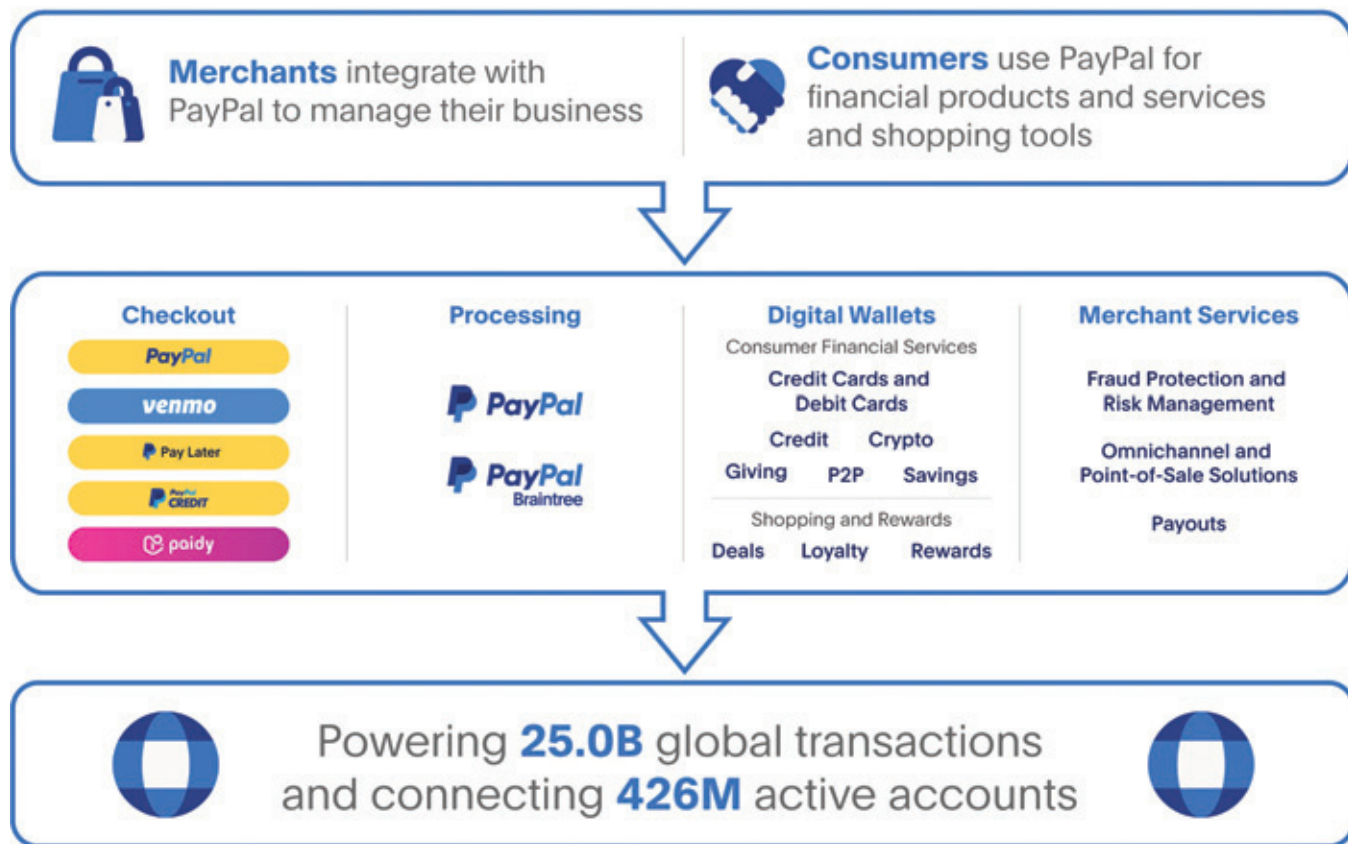 Merchants integrate with
PayPal to manage their business
Consumers use PayPal for
financial products and services
and shopping tools
Checkout
PayPal
venmo
Pay Later
PayPal
CREDIT
paidy
Processing
PayPal
PayPal
Braintree
Digital Wallets
Consumer Financial Services
Credit Cards and
Debit Cards
Credit Crypto
Giving P2P Savings
Shopping and Rewards
Deals Loyalty Rewards
Merchant Services
Fraud Protection and
Risk Management
Omnichannel and
Point-of-Sale Solutions
Payouts
Powering 25.0B global transactions
and connecting 426M active accounts